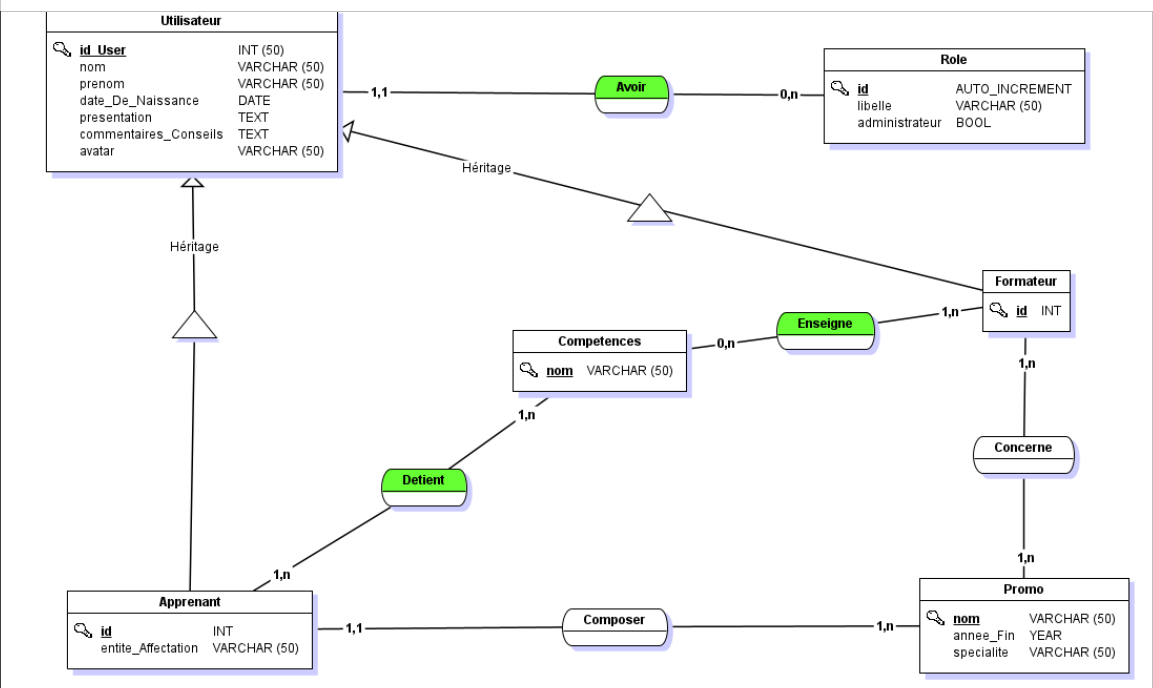 Utilisateur
id_User INT (50)
nom VARCHAR (50)
prenom VARCHAR (50)
date_De_Naissance DATE
presentation TEXT
commentaires_Conseils TEXT
avatar VARCHAR (50)
1,1
Avoir
0,n
Role
id AUTO_INCREMENT
libelle VARCHAR (50)
administrateur BOOL
Héritage
Héritage
Formateur
id INT
1,n
Enseigne
0,n
Competences
nom VARCHAR (50)
1,n
1,n
Concerne
Detient
1,n
1,n
Apprenant
id INT
entite_Affectation VARCHAR (50)
1,1
Composer
1,n
Promo
nom VARCHAR (50)
annee_Fin YEAR
specialite VARCHAR (50)